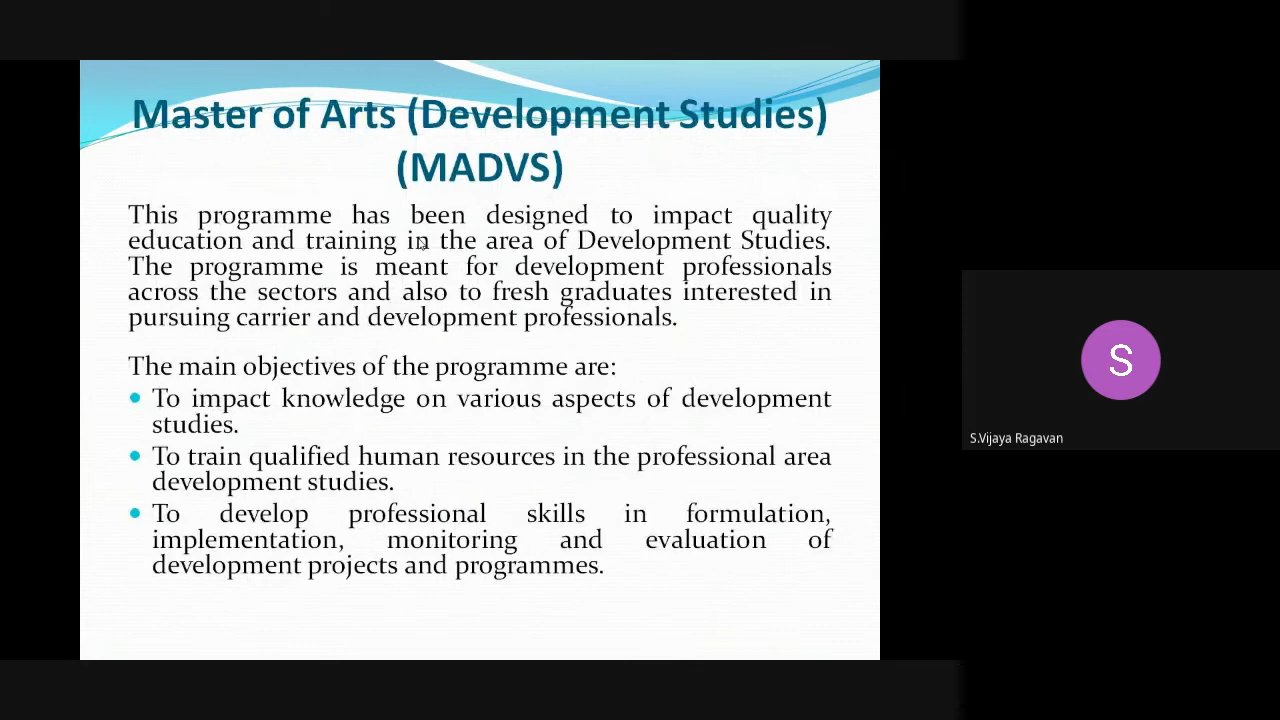 Master of Arts (Development Studies)
(MADVS)
This programme has been designed to impact quality
education and training in the area of Development Studies.
The programme is meant for development professionals
across the sectors and also to fresh graduates interested in
pursuing carrier and development professionals.
The main objectives of the programme are:
To impact knowledge on various aspects of development
studies.
To train qualified human resources in the professional area
development studies.
To develop professional skills in formulation,
implementation, monitoring and evaluation of
development projects and programmes.
S
S.Vijaya Ragavan